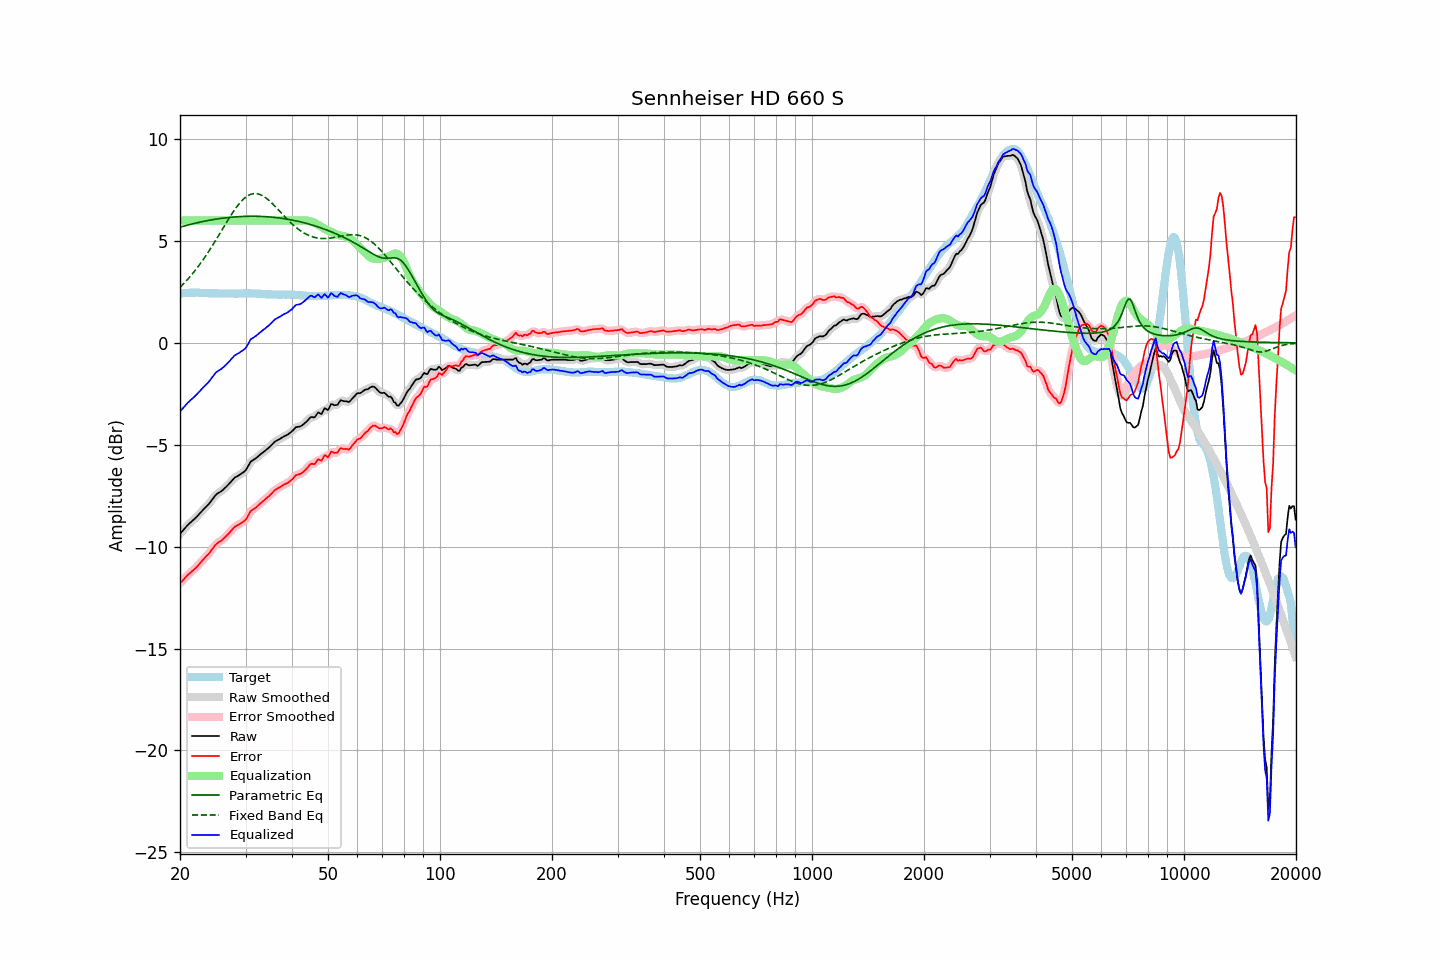 Sennheiser HD 660 S
Amplitude (dBr)
10
5
0
−5
−10
−15
−20
−25
Target
Raw Smoothed
Error Smoothed
Raw
Error
Equalization
Parametric Eq
Fixed Band Eq
Equalized
20 50 100 200 500 1000 2000 5000 10000 20000
Frequency (Hz)